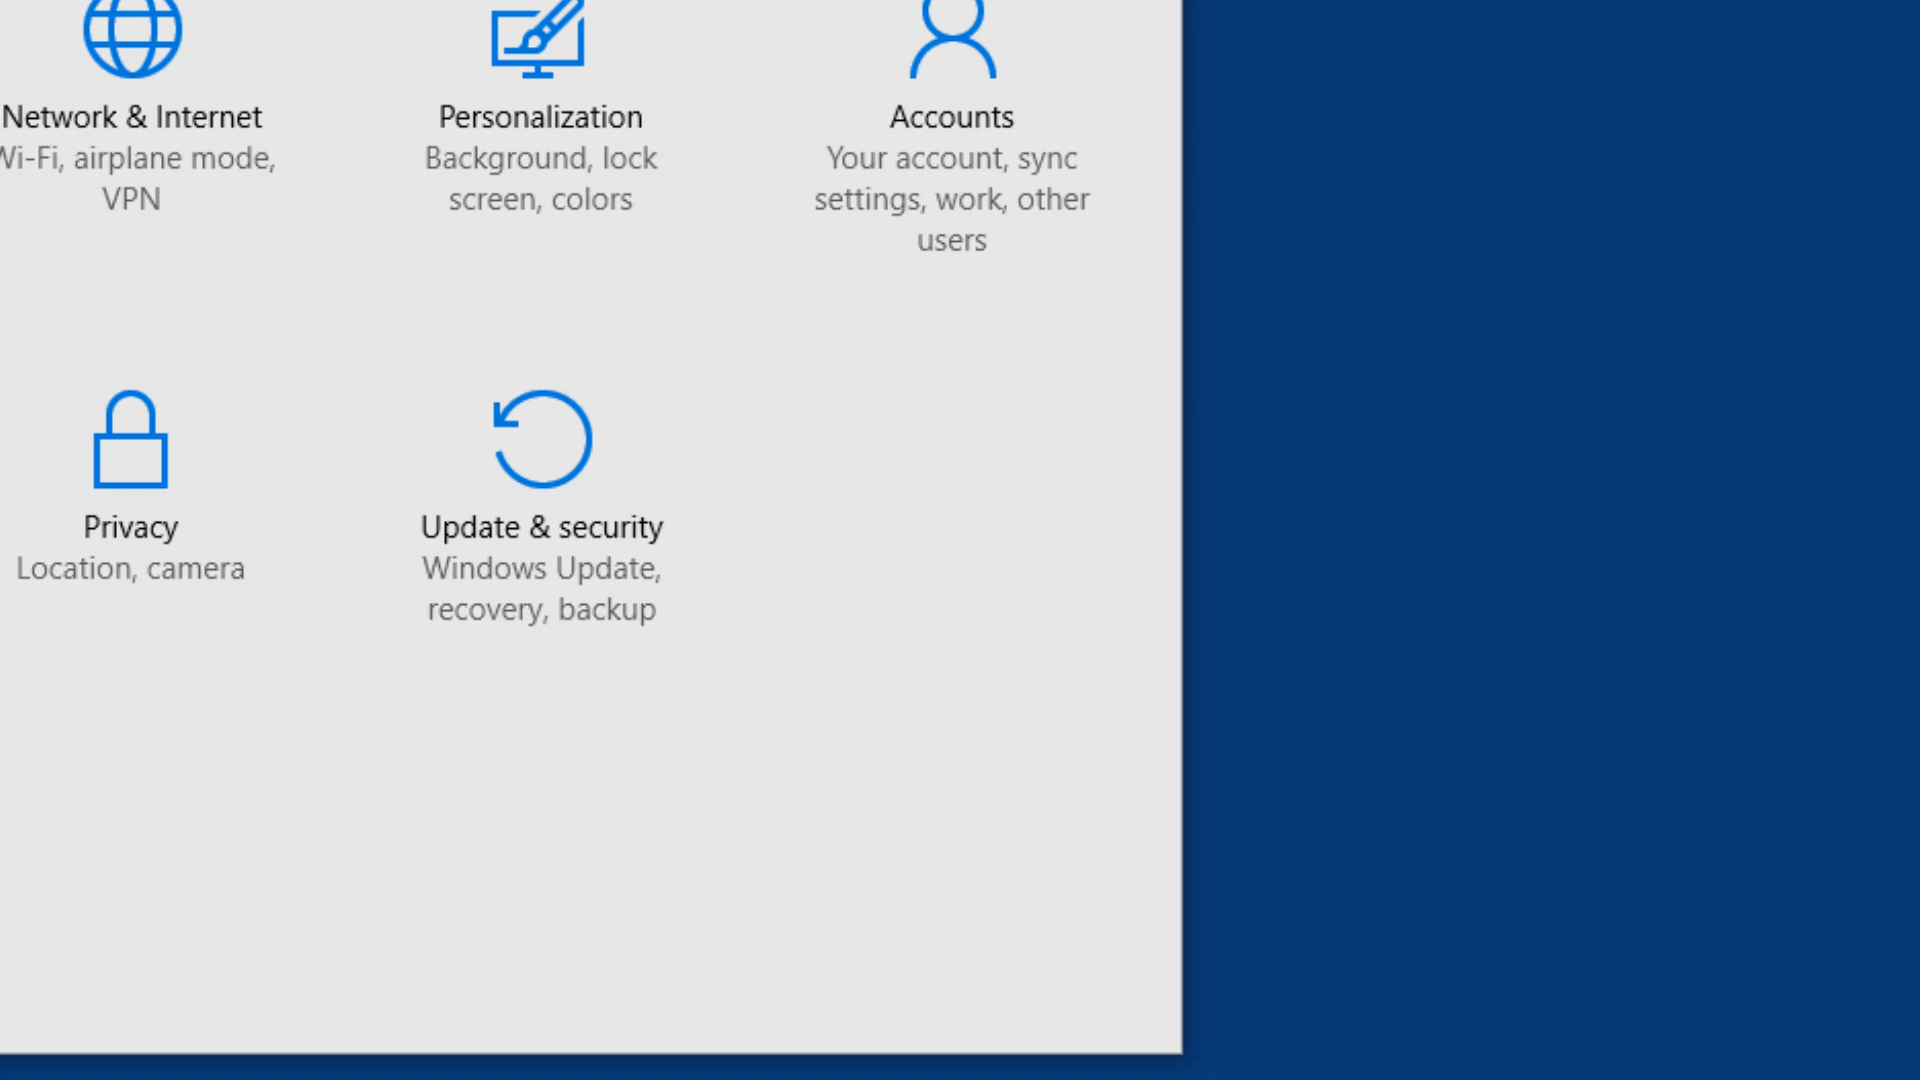 Network & Internet
Wi-Fi, airplane mode,
VPN
Personalization
Background, lock
screen, colors
Accounts
Your account, sync
settings, work, other
users
Privacy
Location, camera
Update & security
Windows Update,
recovery, backup